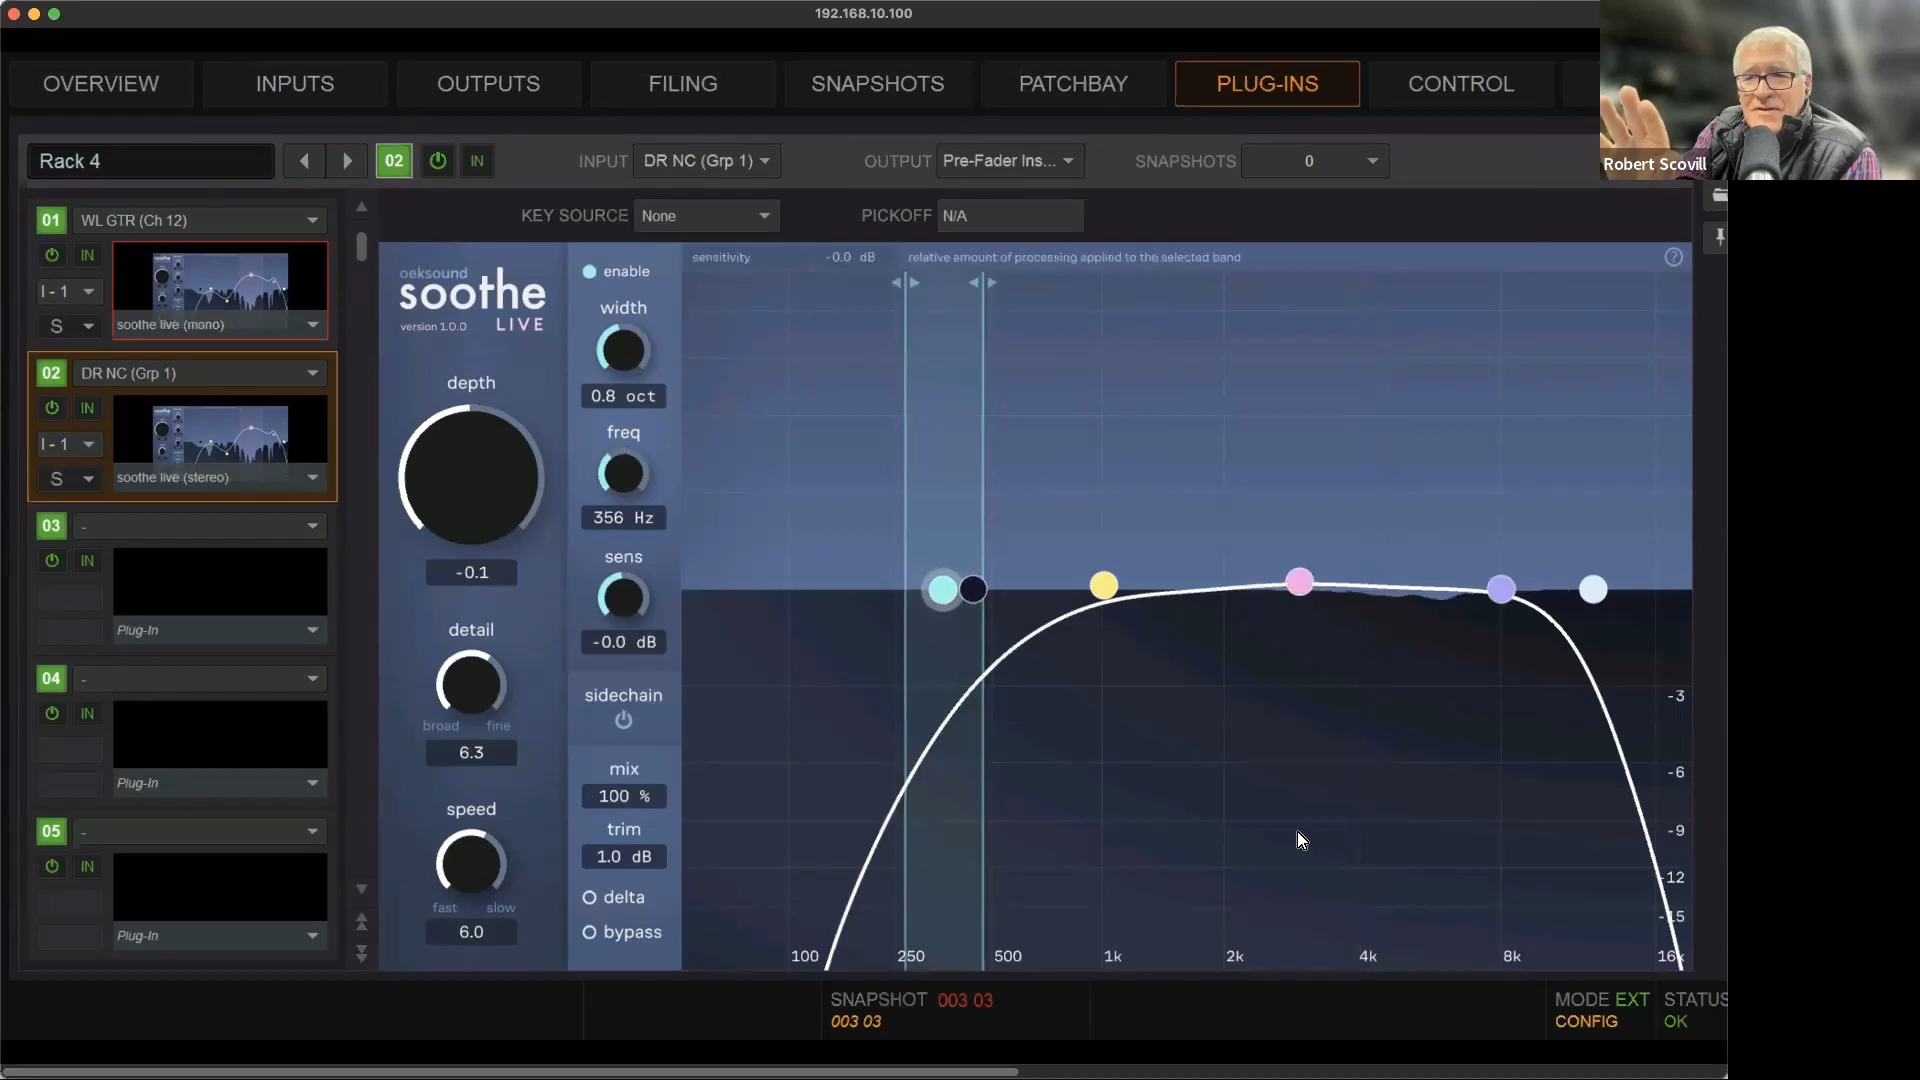 192.168.10.100
OVERVIEW INPUTS OUTPUTS FILING SNAPSHOTS PATCHBAY PLUG-INS CONTROL
Robert Scovill
Rack 4 02 IN INPUT DR NC (Grp 1) OUTPUT Pre-Fader Ins... SNAPSHOTS 0
KEY SOURCE None PICKOFF N/A
01 WL GTR (Ch 12)
IN
I - 1
S soothe live (mono)
02 DR NC (Grp 1)
IN
I - 1
S soothe live (stereo)
03 -
IN
Plug-In
04 -
IN
Plug-In
05 -
IN
Plug-In
oeksound
soothe
version 1.0.0 LIVE
depth
-0.1
detail
broad fine
6.3
speed
fast slow
6.0
enable
width
0.8 oct
freq
356 Hz
sens
-0.0 dB
sidechain
mix
100 %
trim
1.0 dB
delta
bypass
sensitivity -0.0 dB relative amount of processing applied to the selected band ?
-3
-6
-9
-12
-15
100 250 500 1k 2k 4k 8k 16k
SNAPSHOT 003 03
003 03
MODE EXT STATUS
CONFIG OK